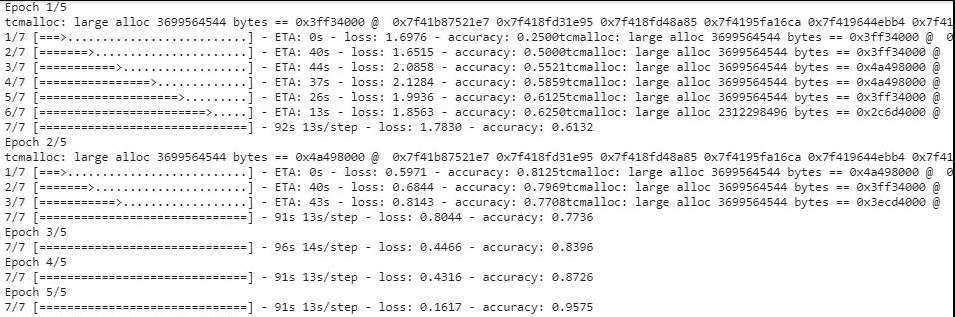 Epoch 1/5
tcmalloc: large alloc 3699564544 bytes == 0x3ff34000 @  0x7f41b87521e7 0x7f418fd31e95 0x7f418fd48a85 0x7f4195fa16ca 0x7f419644ebb4 0x7f41
1/7 [===>..........................] - ETA: 0s - loss: 1.6976 - accuracy: 0.2500tcmalloc: large alloc 3699564544 bytes == 0x3ff34000 @  0
2/7 [=======>......................] - ETA: 40s - loss: 1.6515 - accuracy: 0.5000tcmalloc: large alloc 3699564544 bytes == 0x3ff34000 @
3/7 [===========>..................] - ETA: 44s - loss: 2.0858 - accuracy: 0.5521tcmalloc: large alloc 3699564544 bytes == 0x4a498000 @
4/7 [================>.............] - ETA: 37s - loss: 2.1284 - accuracy: 0.5859tcmalloc: large alloc 3699564544 bytes == 0x4a498000 @
5/7 [====================>.........] - ETA: 26s - loss: 1.9936 - accuracy: 0.6125tcmalloc: large alloc 3699564544 bytes == 0x3ff34000 @
6/7 [========================>.....] - ETA: 13s - loss: 1.8563 - accuracy: 0.6250tcmalloc: large alloc 2312298496 bytes == 0x2c6d4000 @
7/7 [==============================] - 92s 13s/step - loss: 1.7830 - accuracy: 0.6132
Epoch 2/5
tcmalloc: large alloc 3699564544 bytes == 0x4a498000 @  0x7f41b87521e7 0x7f418fd31e95 0x7f418fd48a85 0x7f4195fa16ca 0x7f419644ebb4 0x7f41
1/7 [===>..........................] - ETA: 0s - loss: 0.5971 - accuracy: 0.8125tcmalloc: large alloc 3699564544 bytes == 0x4a498000 @  0
2/7 [=======>......................] - ETA: 40s - loss: 0.6844 - accuracy: 0.7969tcmalloc: large alloc 3699564544 bytes == 0x3ff34000 @
3/7 [===========>..................] - ETA: 43s - loss: 0.8143 - accuracy: 0.7708tcmalloc: large alloc 3699564544 bytes == 0x3ecd4000 @
7/7 [==============================] - 91s 13s/step - loss: 0.8044 - accuracy: 0.7736
Epoch 3/5
7/7 [==============================] - 96s 14s/step - loss: 0.4466 - accuracy: 0.8396
Epoch 4/5
7/7 [==============================] - 91s 13s/step - loss: 0.4316 - accuracy: 0.8726
Epoch 5/5
7/7 [==============================] - 91s 13s/step - loss: 0.1617 - accuracy: 0.9575